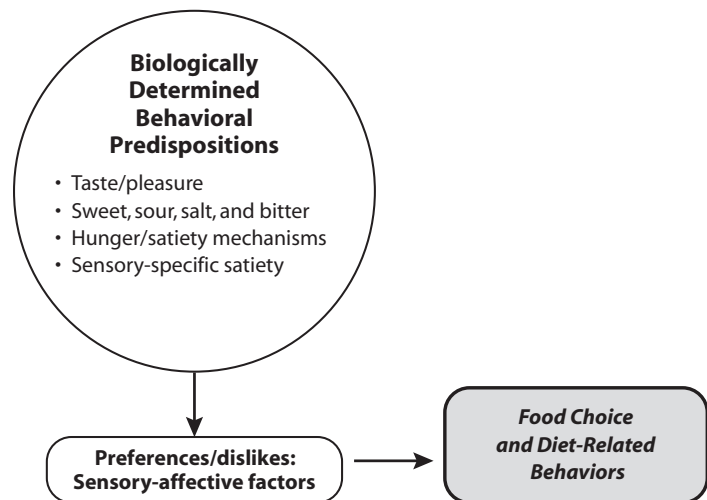 Biologically
Determined
Behavioral
Predispositions
• Taste/pleasure
• Sweet, sour, salt, and bitter
• Hunger/satiety mechanisms
• Sensory-specific satiety
Preferences/dislikes:
Sensory-affective factors
Food Choice
and Diet-Related
Behaviors